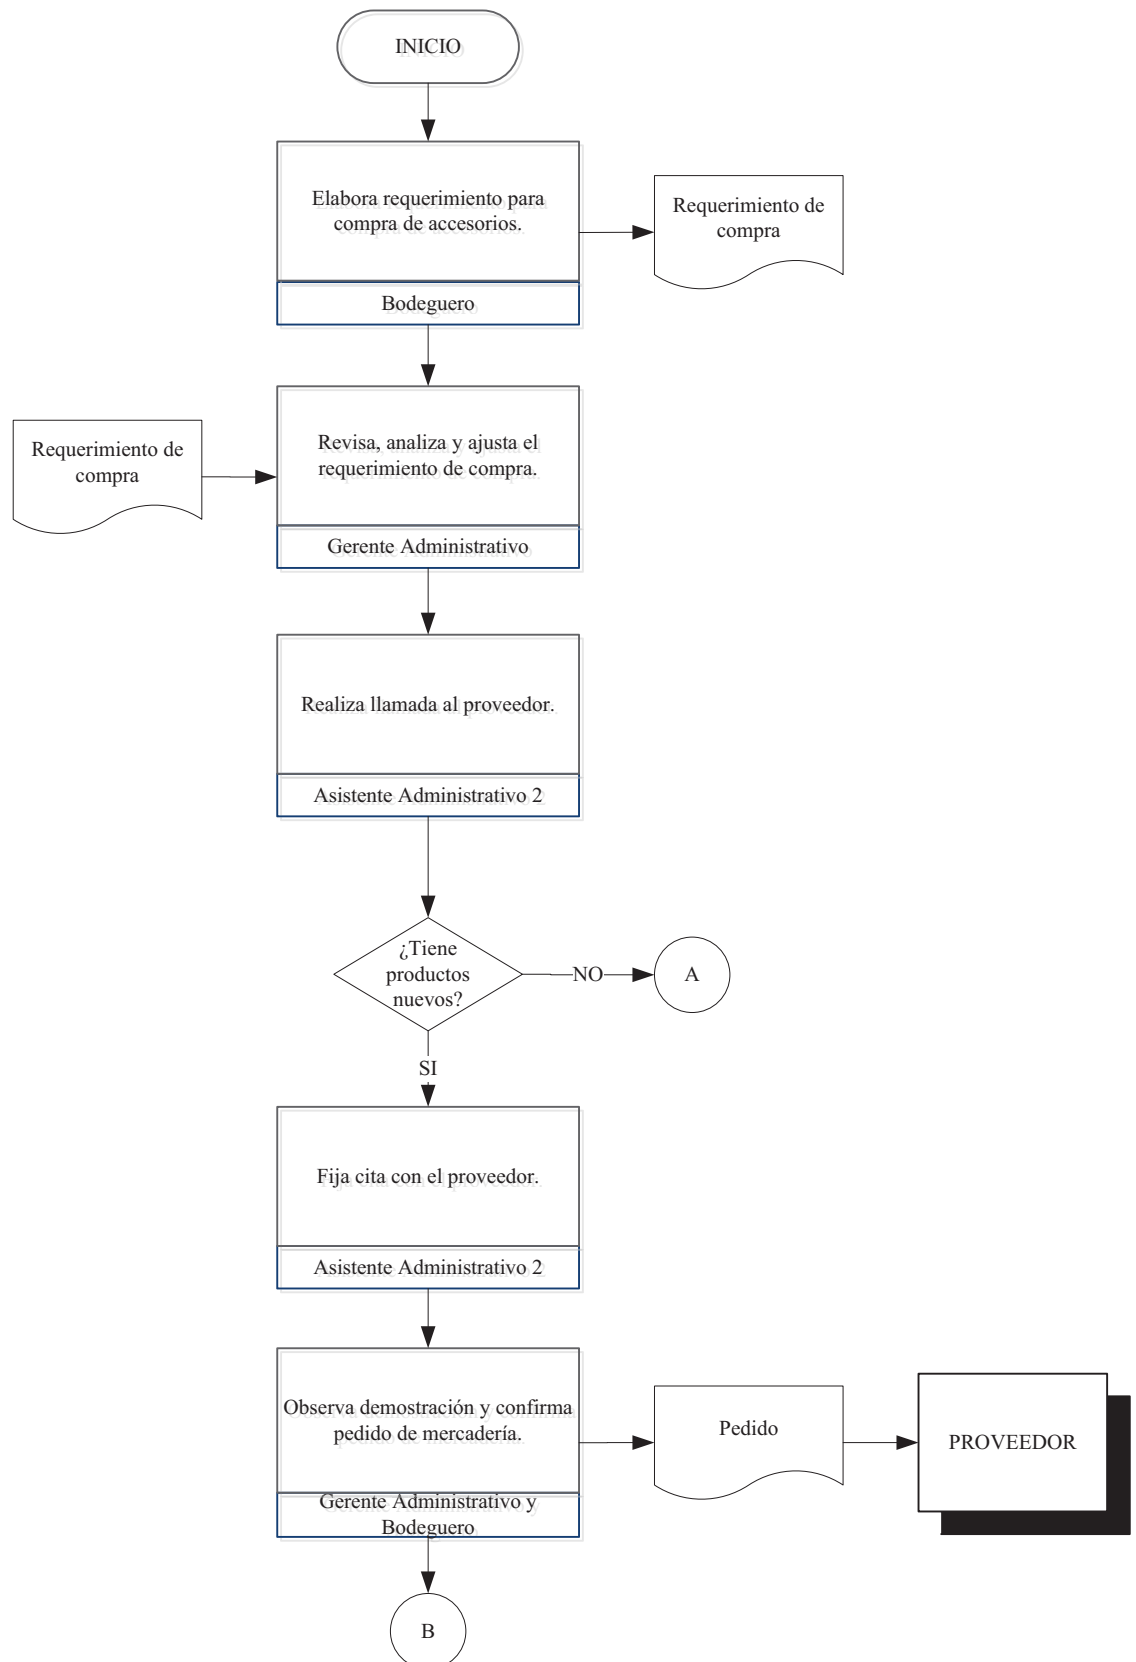 INICIO
Elabora requerimiento para
compra de accesorios.
Bodeguero
Requerimiento de
compra
Requerimiento de
compra
Revisa, analiza y ajusta el
requerimiento de compra.
Gerente Administrativo
Realiza llamada al proveedor.
Asistente Administrativo 2
¿Tiene
productos
nuevos?
NO
A
SI
Fija cita con el proveedor.
Asistente Administrativo 2
Observa demostración y confirma
pedido de mercadería.
Gerente Administrativo y
Bodeguero
Pedido
PROVEEDOR
B